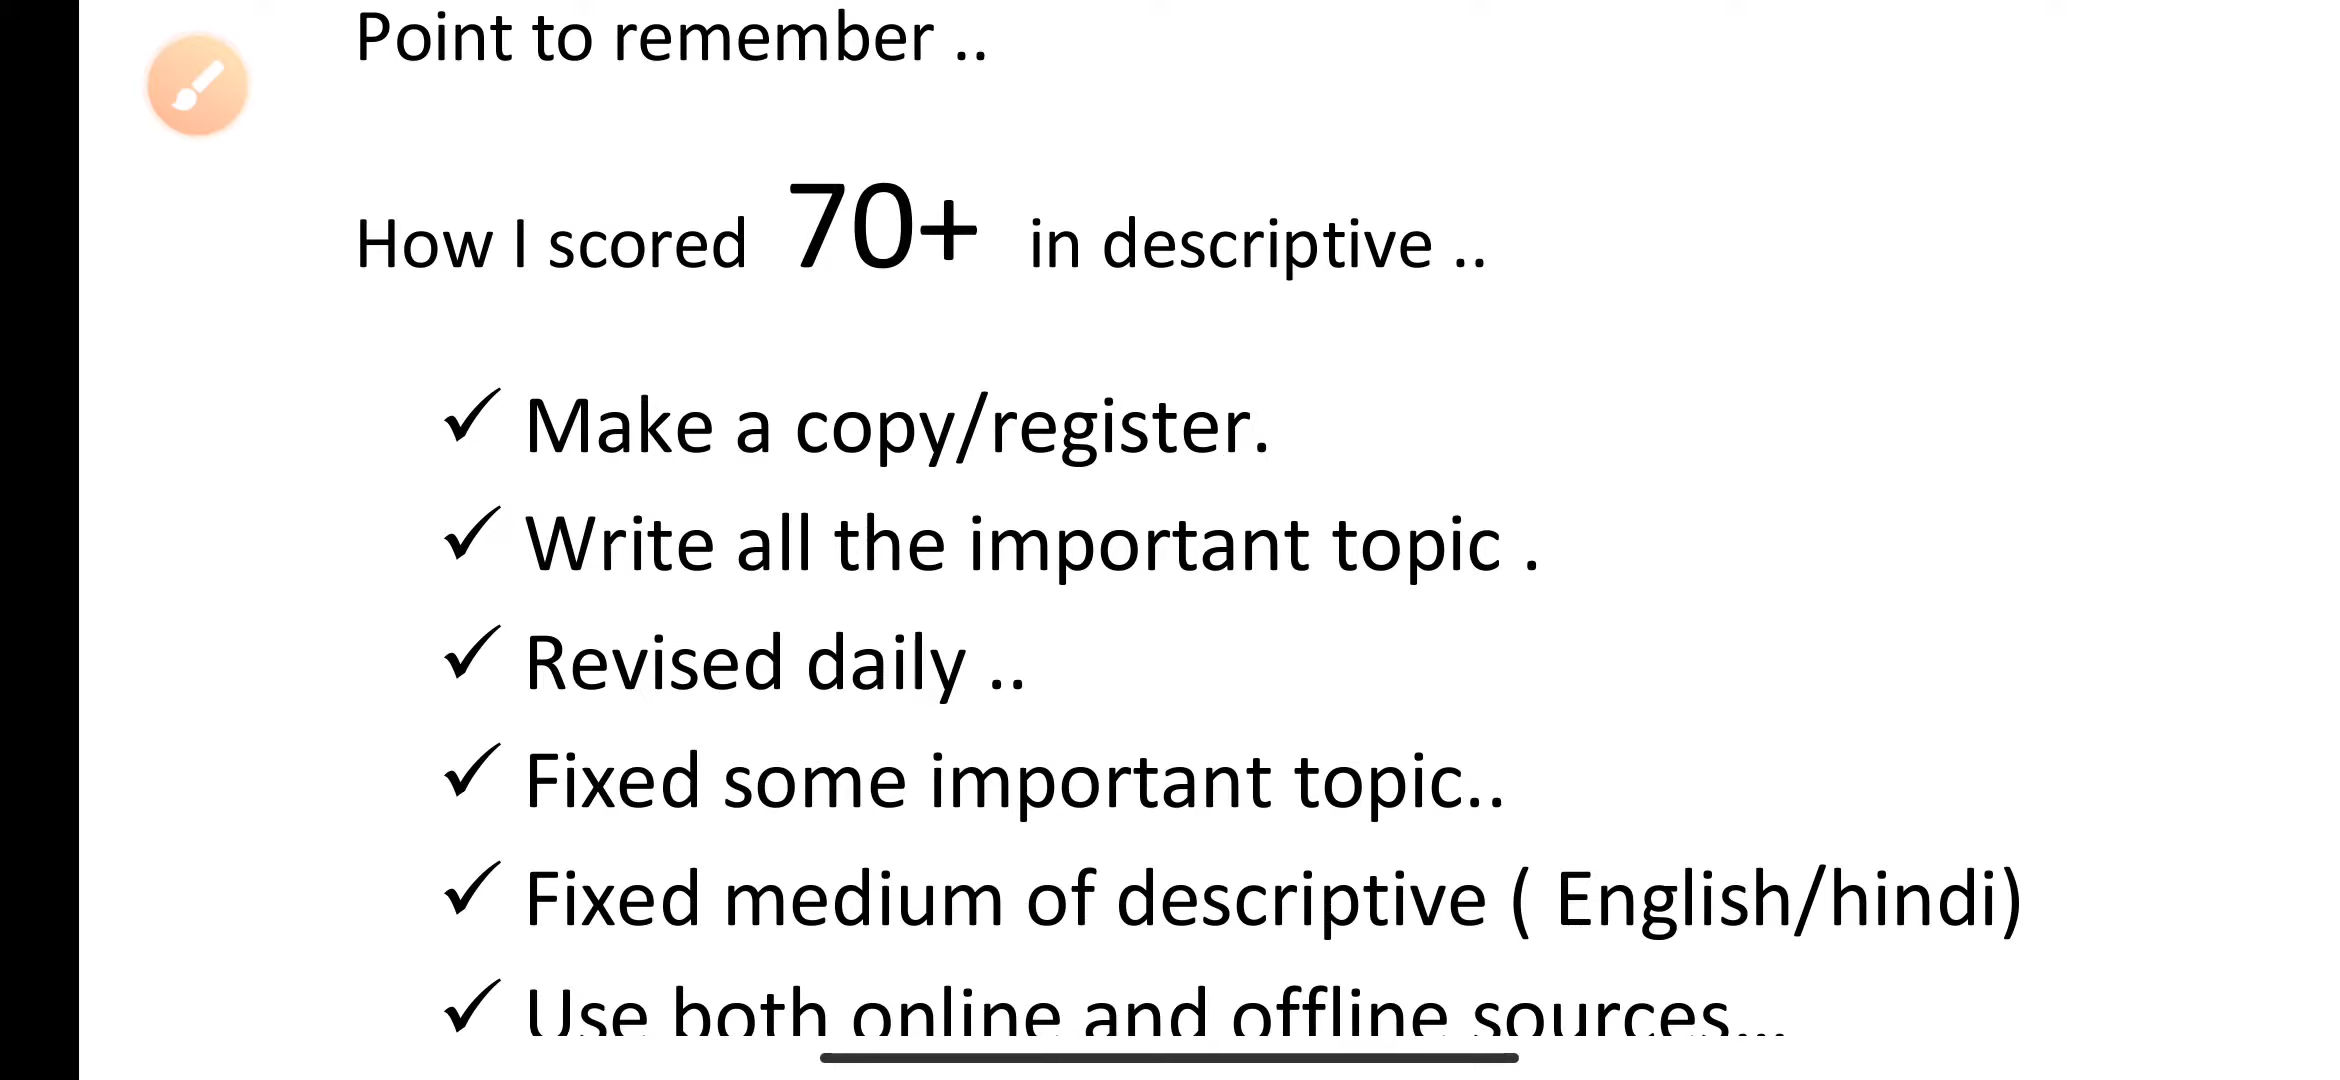 Point to remember ..
How I scored 70+ in descriptive ..
✓ Make a copy/register.
✓ Write all the important topic .
✓ Revised daily ..
✓ Fixed some important topic..
✓ Fixed medium of descriptive ( English/hindi)
✓ Use both online and offline sources...